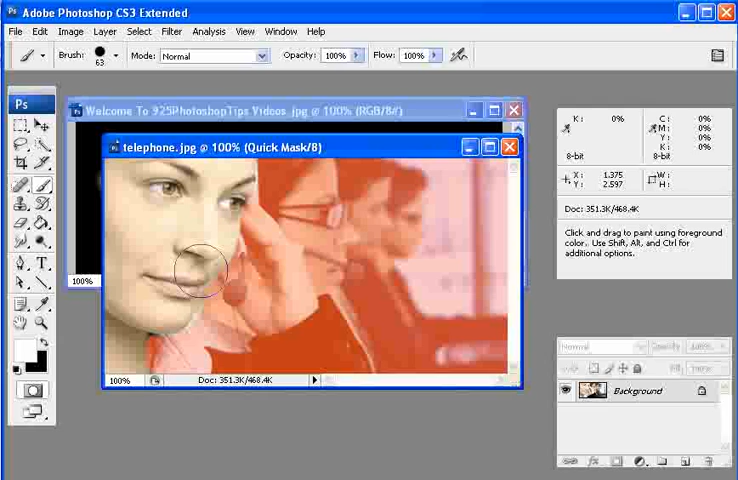 Adobe Photoshop CS3 Extended
File Edit Image Layer Select Filter Analysis View Window Help
Brush: 63 Mode: Normal Opacity: 100% Flow: 100%
Ps
Welcome To 925PhotoshopTips Videos .jpg @ 100% (RGB/8#)
telephone.jpg @ 100% (Quick Mask/8)
100%
100% Doc: 351.3K/468.4K
K: 0% C: 0%
M: 0%
Y: 0%
K: 0%
8-bit 8-bit
X: 1.375 W:
Y: 2.597 H:
Doc: 351.3K/468.4K
Click and drag to paint using foreground
color. Use Shift, Alt, and Ctrl for
additional options.
Normal Opacity:
Fill:
Background